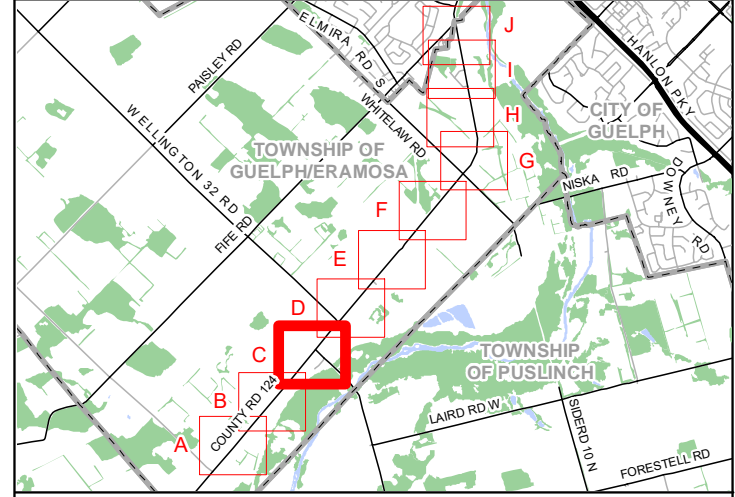 ELMIRA RD S
PAISLEY RD
HANLON PKY
WELLINGTON 32 RD
WHITELAW RD
CITY OF
GUELPH
TOWNSHIP OF
GUELPH/ERAMOSA
NISKA RD
DOWNEY RD
FIFE RD
J
I
H
G
F
E
D
C
B
A
COUNTY RD 124
TOWNSHIP
OF PUSLINCH
LAIRD RD W
SIDERD 10 N
FORESTELL RD